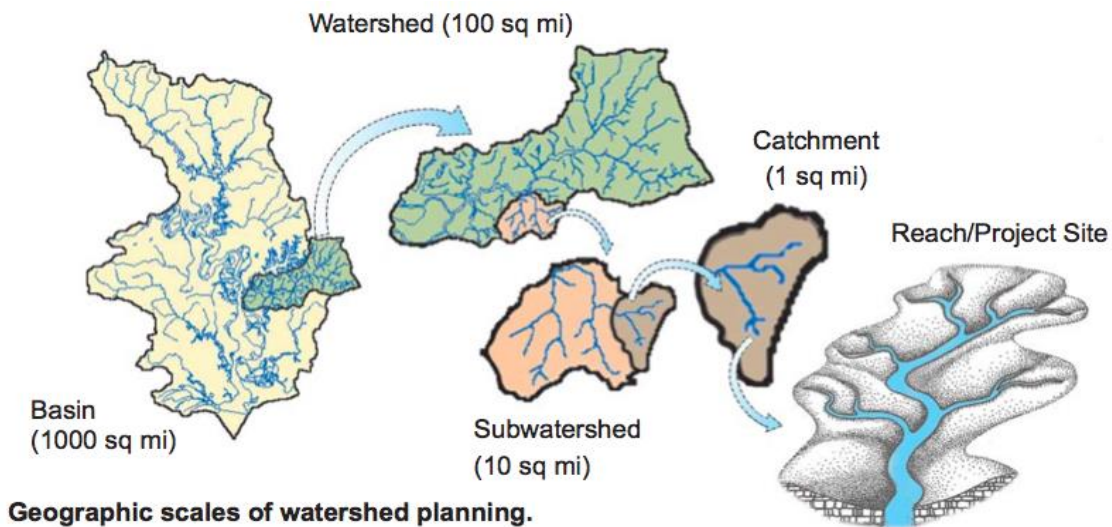 Watershed (100 sq mi)
Catchment
(1 sq mi)
Reach/Project Site
Basin
(1000 sq mi)
Subwatershed
(10 sq mi)
Geographic scales of watershed planning.